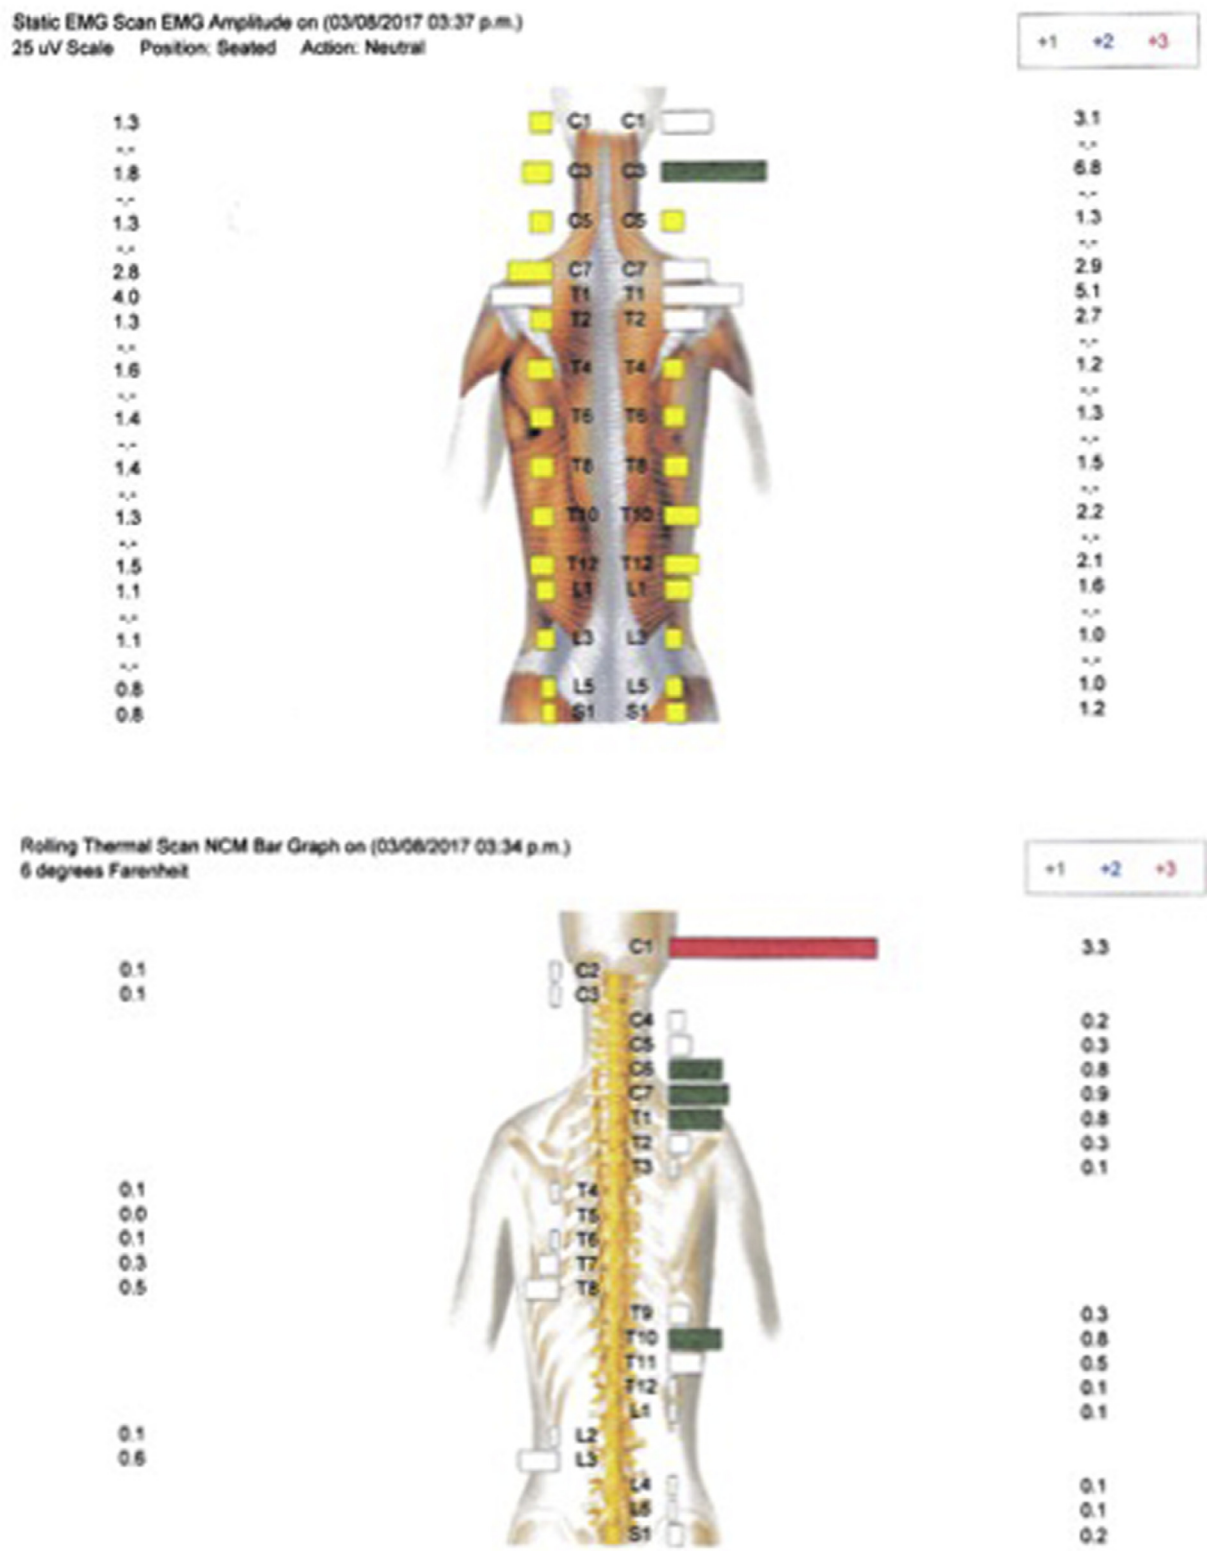 Static EMG Scan EMG Amplitude on (03/08/2017 03:37 p.m.)
25 uV Scale Position: Seated Action: Neutral
+1 +2 +3
1.3 C1 C1 3.1
-.- -.-
1.8 C3 C3 6.8
-.- -.-
1.3 C5 C5 1.3
-.- -.-
2.8 C7 C7 2.9
4.0 T1 T1 5.1
1.3 T2 T2 2.7
-.- -.-
1.6 T4 T4 1.2
-.- -.-
1.4 T6 T6 1.3
-.- -.-
1.4 T8 T8 1.5
-.- -.-
1.3 T10 T10 2.2
-.- -.-
1.5 T12 T12 2.1
1.1 L1 L1 1.6
-.- -.-
1.1 L3 L3 1.0
-.- -.-
0.8 L5 L5 1.0
0.8 S1 S1 1.2
Rolling Thermal Scan NCM Bar Graph on (03/08/2017 03:34 p.m.)
6 degrees Farenheit
+1 +2 +3
C1 3.3
0.1 C2
0.1 C3
C4 0.2
C5 0.3
C6 0.8
C7 0.9
T1 0.8
T2 0.3
T3 0.1
0.1 T4
0.0 T5
0.1 T6
0.3 T7
0.5 T8
T9 0.3
T10 0.8
T11 0.5
T12 0.1
L1 0.1
0.1 L2
0.6 L3
L4 0.1
L5 0.1
S1 0.2